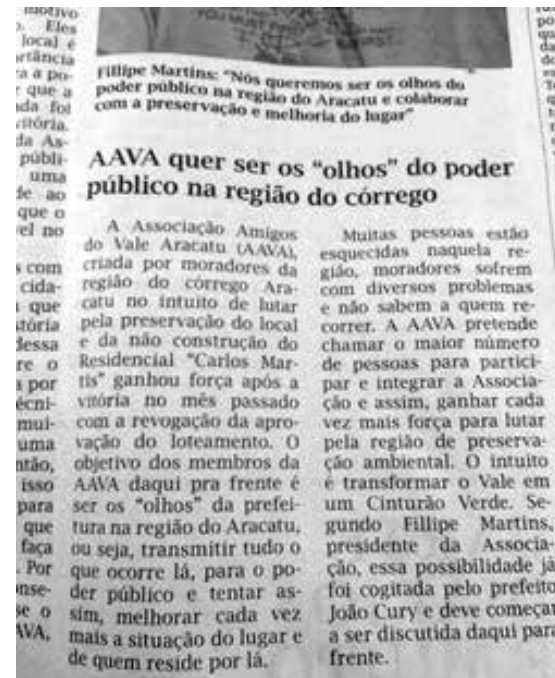 YOU MUST
Fillipe Martins: "Nós queremos ser os olhos do
poder público na região do Aracatu e colaborar
com a preservação e melhoria do lugar"
AAVA quer ser os "olhos" do poder
público na região do córrego
A Associação Amigos
do Vale Aracatu (AAVA),
criada por moradores da
região do córrego Ara-
catu no intuito de lutar
pela preservação do local
e da não construção do
Residencial "Carlos Mar-
tis" ganhou força após a
vitória no mês passado
com a revogação da apro-
vação do loteamento. O
objetivo dos membros da
AAVA daqui pra frente é
ser os "olhos" da prefei-
tura na região do Aracatu,
ou seja, transmitir tudo o
que ocorre lá, para o po-
der público e tentar as-
sim, melhorar cada vez
mais a situação do lugar e
de quem reside por lá.
Muitas pessoas estão
esquecidas naquela re-
gião, moradores sofrem
com diversos problemas
e não sabem a quem re-
correr. A AAVA pretende
chamar o maior número
de pessoas para partici-
par e integrar a Associa-
ção e assim, ganhar cada
vez mais força para lutar
pela região de preserva-
ção ambiental. O intuito
é transformar o Vale em
um Cinturão Verde. Se-
gundo Fillipe Martins,
presidente da Associa-
ção, essa possibilidade já
foi cogitada pelo prefeito
João Cury e deve começar
a ser discutida daqui para
frente.